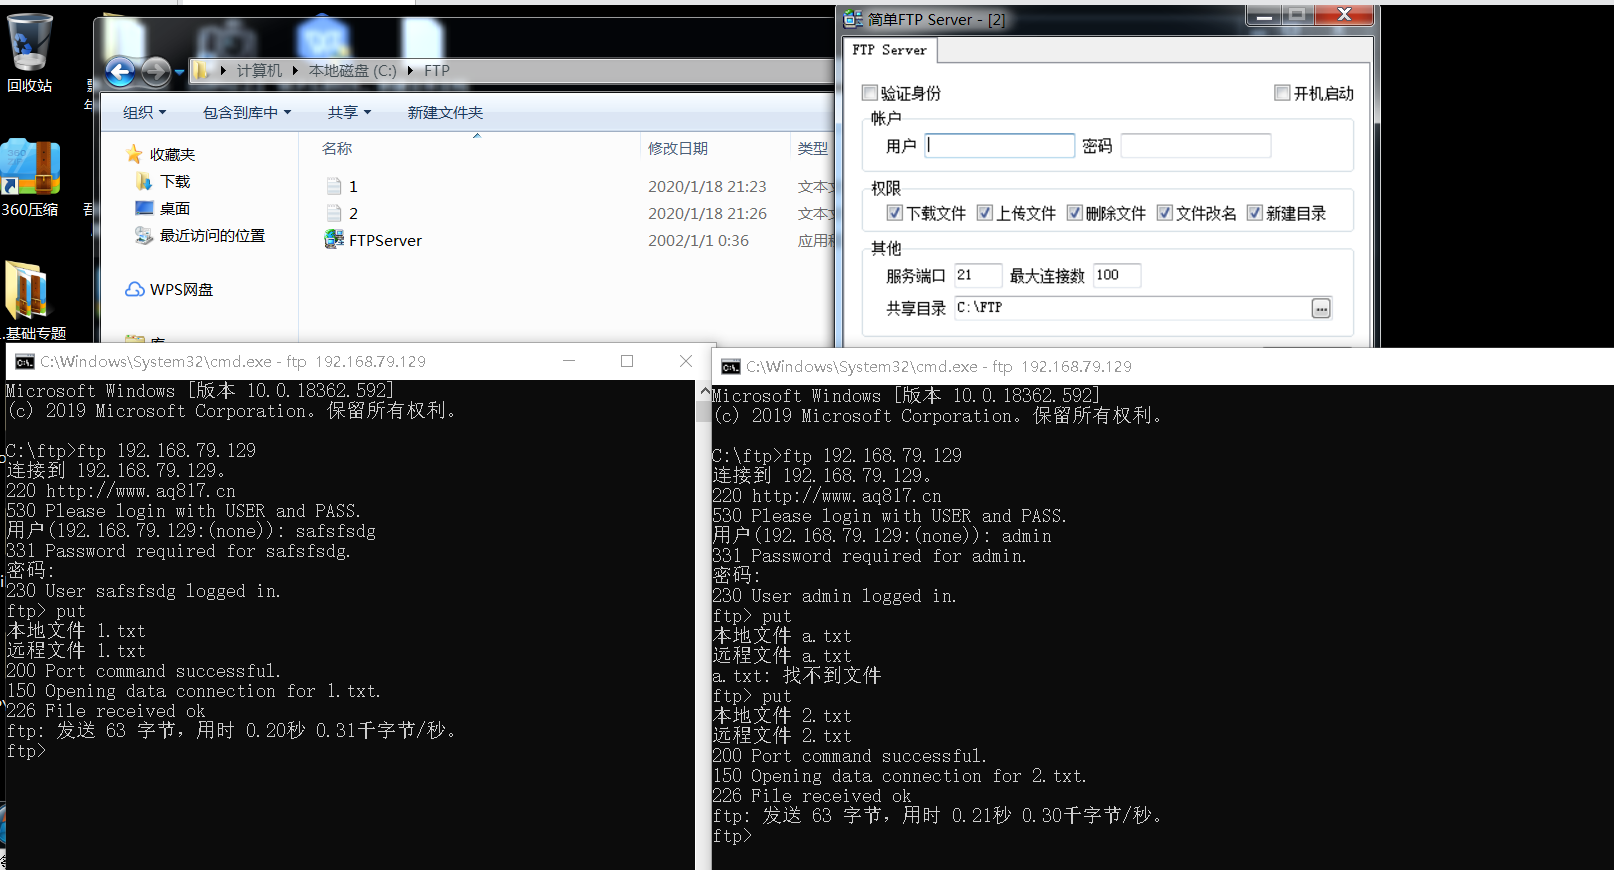 回收站
360压缩
.基础专题
计算机 本地磁盘 (C:) FTP
组织 包含到库中 共享 新建文件夹
收藏夹
下载
桌面
最近访问的位置
WPS网盘
名称 修改日期 类型
1 2020/1/18 21:23 文本文
2 2020/1/18 21:26 文本文
FTPServer 2002/1/1 0:36 应用程
简单FTP Server - [2]
FTP Server
验证身份 开机启动
帐户
用户 密码
权限
下载文件 上传文件 删除文件 文件改名 新建目录
其他
服务端口 21 最大连接数 100
共享目录 C:\FTP ...
C:\Windows\System32\cmd.exe - ftp 192.168.79.129
Microsoft Windows [版本 10.0.18362.592]
(c) 2019 Microsoft Corporation。保留所有权利。
C:\ftp>ftp 192.168.79.129
连接到 192.168.79.129。
220 http://www.aq817.cn
530 Please login with USER and PASS.
用户(192.168.79.129:(none)): safsfsdg
331 Password required for safsfsdg.
密码:
230 User safsfsdg logged in.
ftp> put
本地文件 1.txt
远程文件 1.txt
200 Port command successful.
150 Opening data connection for 1.txt.
226 File received ok
ftp: 发送 63 字节，用时 0.20秒 0.31千字节/秒。
ftp>
C:\Windows\System32\cmd.exe - ftp 192.168.79.129
Microsoft Windows [版本 10.0.18362.592]
(c) 2019 Microsoft Corporation。保留所有权利。
C:\ftp>ftp 192.168.79.129
连接到 192.168.79.129。
220 http://www.aq817.cn
530 Please login with USER and PASS.
用户(192.168.79.129:(none)): admin
331 Password required for admin.
密码:
230 User admin logged in.
ftp> put
本地文件 a.txt
远程文件 a.txt
a.txt: 找不到文件
ftp> put
本地文件 2.txt
远程文件 2.txt
200 Port command successful.
150 Opening data connection for 2.txt.
226 File received ok
ftp: 发送 63 字节，用时 0.21秒 0.30千字节/秒。
ftp>